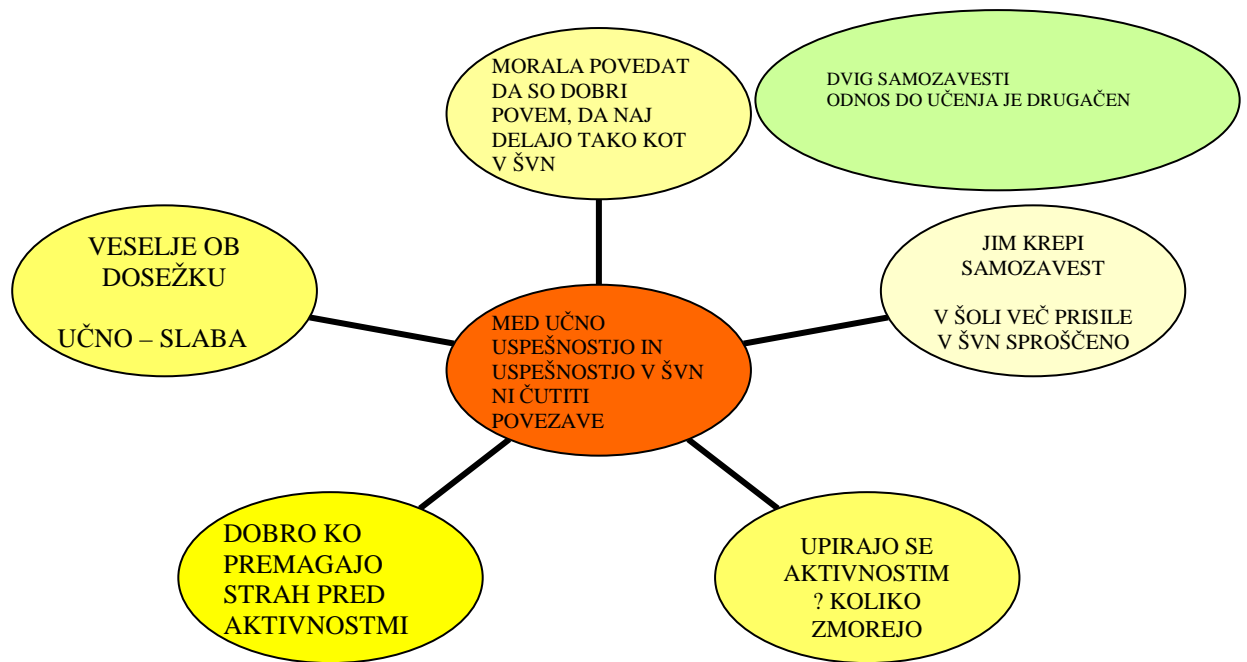 MORALA POVEDAT
DA SO DOBRI
POVEM, DA NAJ
DELAJO TAKO KOT
V ŠVN
DVIG SAMOZAVESTI
ODNOS DO UČENJA JE DRUGAČEN
VESELJE OB
DOSEŽKU
UČNO – SLABA
JIM KREPI
SAMOZAVEST
V ŠOLI VEČ PRISILE
V ŠVN SPROŠČENO
MED UČNO
USPEŠNOSTJO IN
USPEŠNOSTJO V ŠVN
NI ČUTITI
POVEZAVE
DOBRO KO
PREMAGAJO
STRAH PRED
AKTIVNOSTMI
UPIRAJO SE
AKTIVNOSTIM
? KOLIKO
ZMOREJO